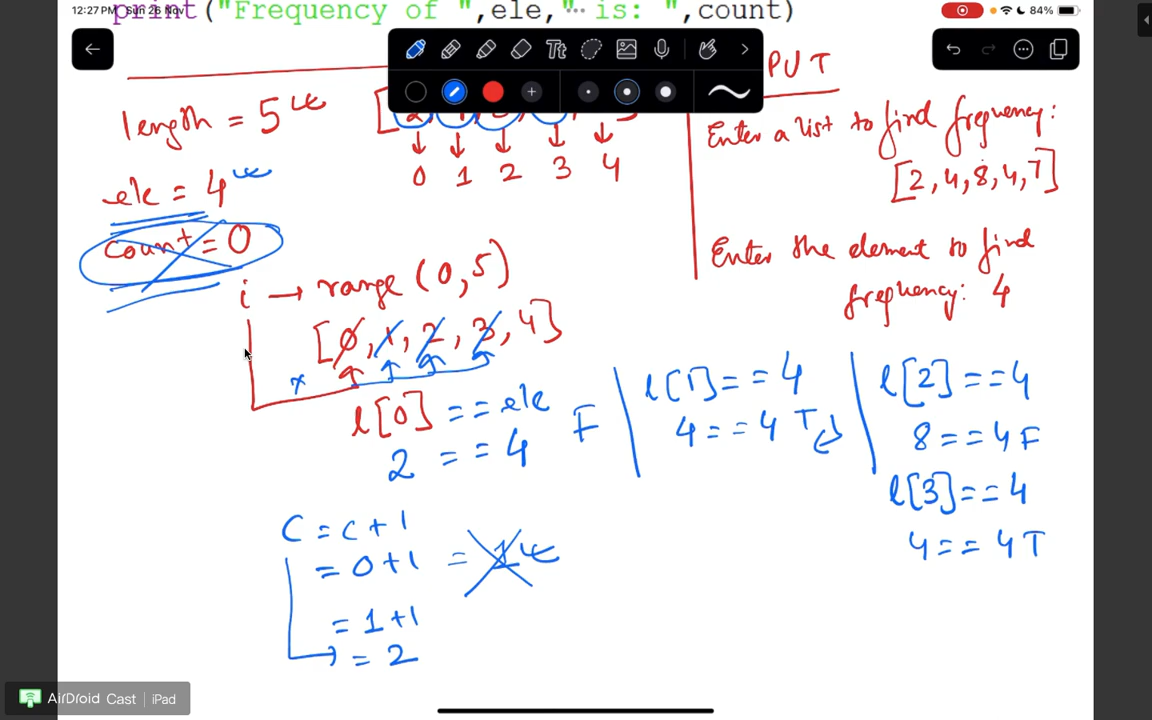 12:27 PM Sun 26 Nov
84%
print("Frequency of ",ele," is: ",count)
length = 5
PUT
0 1 2 3 4
ele = 4
count = 0
Enter a list to find frequency:
[2, 4, 8, 4, 7]
Enter the element to find
frequency: 4
i → range (0, 5)
[0, 1, 2, 3, 4]
l[0] == ele F
2 == 4
l[1] == 4
4 == 4 T
l[2] == 4
8 == 4 F
l[3] == 4
4 == 4 T
C = C + 1
= 0+1 = 1
= 1+1
= 2
Tt
AirDroid Cast | iPad